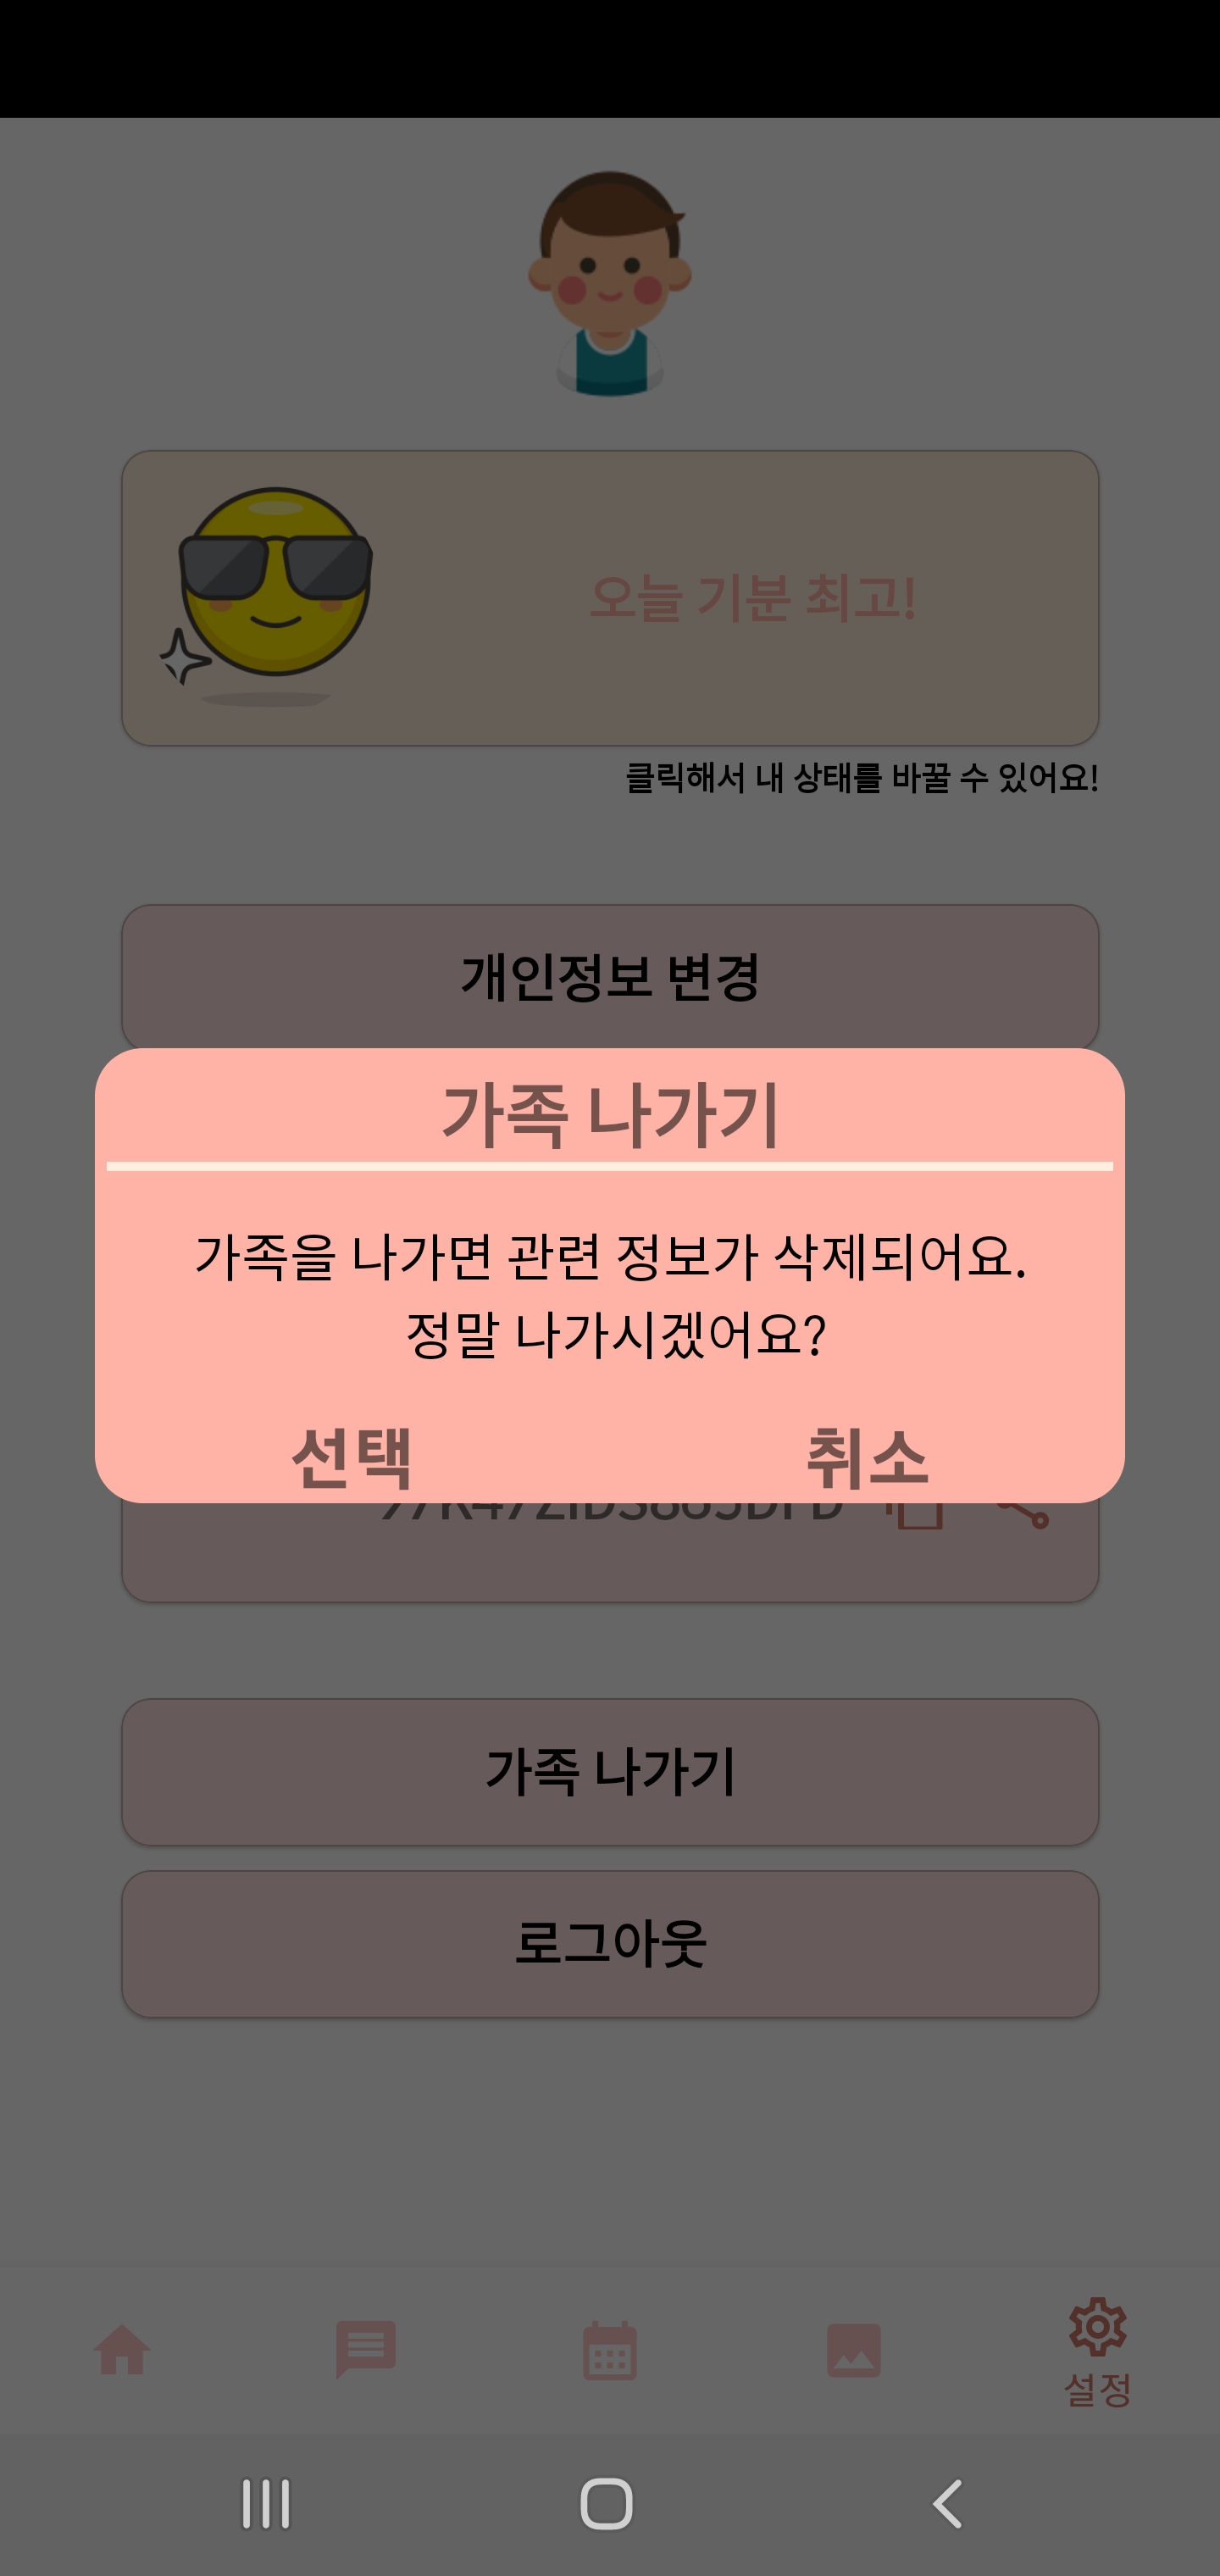 오늘 기분 최고!
클릭해서 내 상태를 바꿀 수 있어요!
개인정보 변경
가족 나가기
가족을 나가면 관련 정보가 삭제되어요.
정말 나가시겠어요?
선택
취소
가족 나가기
로그아웃
설정